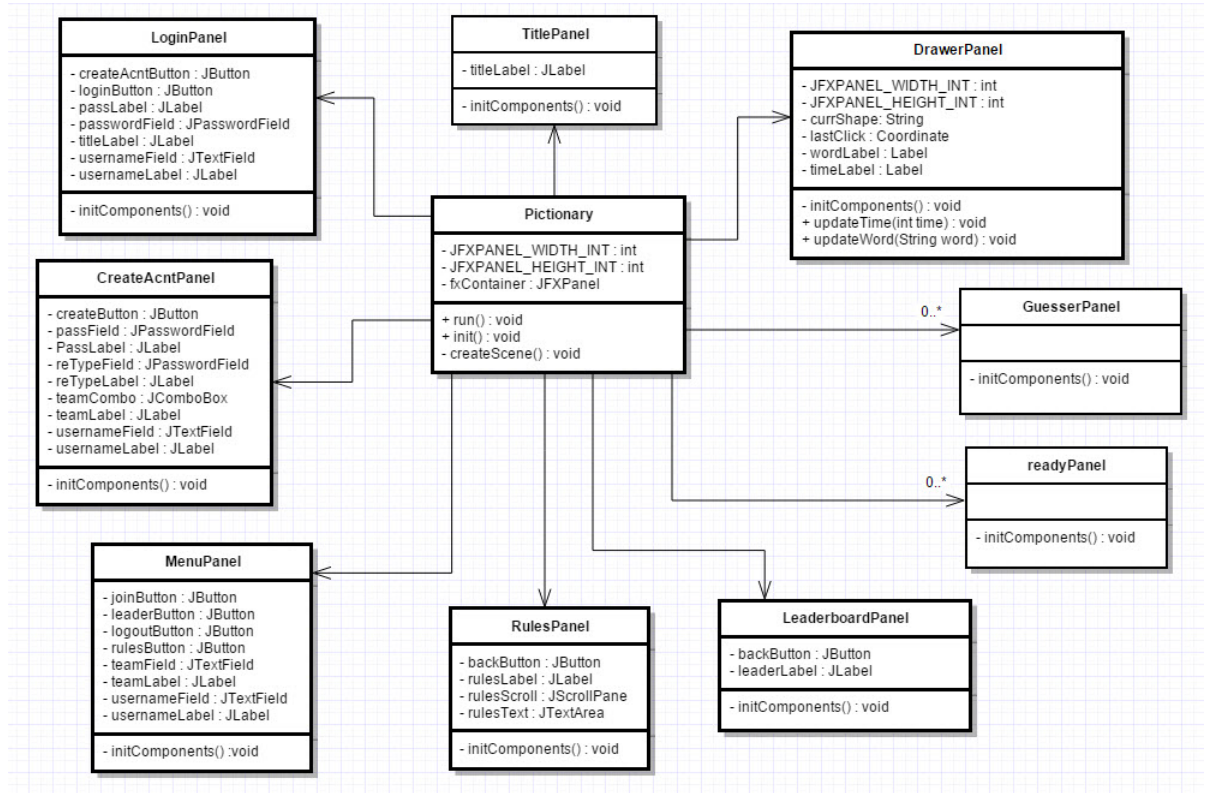 LoginPanel
- createAcntButton : JButton
- loginButton : JButton
- passLabel : JLabel
- passwordField : JPasswordField
- titleLabel : JLabel
- usernameField : JTextField
- usernameLabel : JLabel
- initComponents() : void
TitlePanel
- titleLabel : JLabel
- initComponents() : void
DrawerPanel
- JFXPANEL_WIDTH_INT : int
- JFXPANEL_HEIGHT_INT : int
- currShape: String
- lastClick : Coordinate
- wordLabel : Label
- timeLabel : Label
- initComponents() : void
+ updateTime(int time) : void
+ updateWord(String word) : void
Pictionary
- JFXPANEL_WIDTH_INT : int
- JFXPANEL_HEIGHT_INT : int
- fxContainer : JFXPanel
+ run() : void
+ init() : void
- createScene() : void
CreateAcntPanel
- createButton : JButton
- passField : JPasswordField
- PassLabel : JLabel
- reTypeField : JPasswordField
- reTypeLabel : JLabel
- teamCombo : JComboBox
- teamLabel : JLabel
- usernameField : JTextField
- usernameLabel : JLabel
- initComponents() : void
0..*
GuesserPanel
- initComponents() : void
0..*
readyPanel
- initComponents() : void
MenuPanel
- joinButton : JButton
- leaderButton : JButton
- logoutButton : JButton
- rulesButton : JButton
- teamField : JTextField
- teamLabel : JLabel
- usernameField : JTextField
- usernameLabel : JLabel
- initComponents() :void
RulesPanel
- backButton : JButton
- rulesLabel : JLabel
- rulesScroll : JScrollPane
- rulesText : JTextArea
- initComponents() : void
LeaderboardPanel
- backButton : JButton
- leaderLabel : JLabel
- initComponents() : void